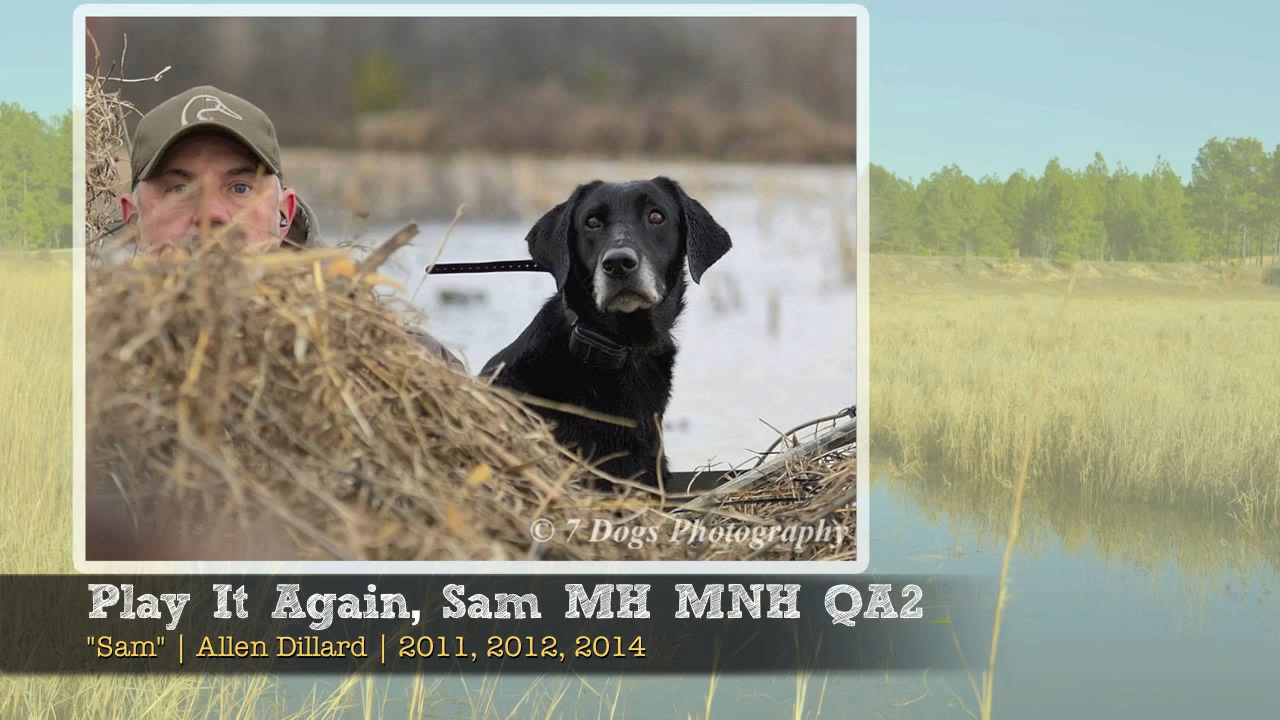 © 7 Dogs Photography
Play It Again, Sam MH MNH QA2
"Sam" | Allen Dillard | 2011, 2012, 2014